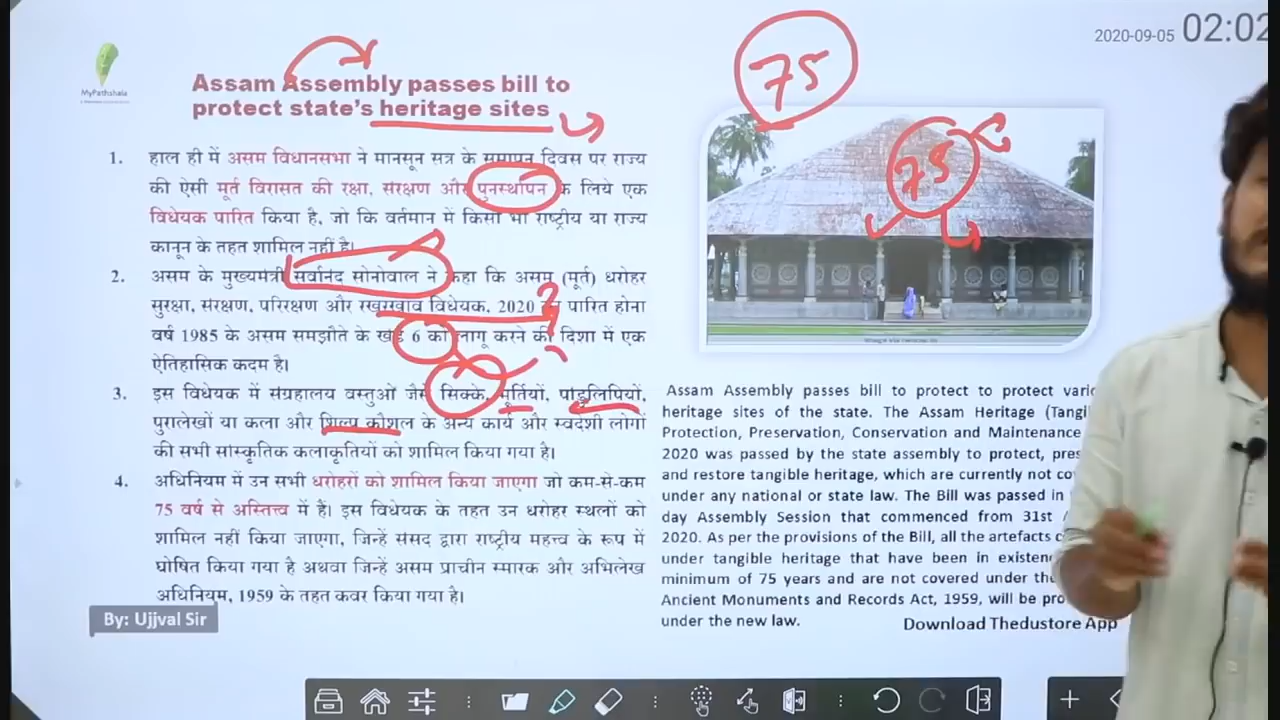 2020-09-05 02:02
MyPathshala
Assam Assembly passes bill to
protect state's heritage sites
75
75
1. हाल ही में असम विधानसभा ने मानसून सत्र के समापन दिवस पर राज्य
की ऐसी मूर्त विरासत की रक्षा, संरक्षण और पुनर्स्थापन के लिये एक
विधेयक पारित किया है, जो कि वर्तमान में किसी भी राष्ट्रीय या राज्य
कानून के तहत शामिल नहीं है।
2. असम के मुख्यमंत्री सर्वानंद सोनोवाल ने कहा कि असम (मूर्त) धरोहर
सुरक्षा, संरक्षण, परिरक्षण और रखरखाव विधेयक, 2020 का पारित होना
वर्ष 1985 के असम समझौते के खंड 6 को लागू करने की दिशा में एक
ऐतिहासिक कदम है।
3. इस विधेयक में संग्रहालय वस्तुओं जैसे सिक्के, मूर्तियों, पांडुलिपियों,
पुरालेखों या कला और शिल्प कौशल के अन्य कार्य और स्वदेशी लोगों
की सभी सांस्कृतिक कलाकृतियों को शामिल किया गया है।
4. अधिनियम में उन सभी धरोहरों को शामिल किया जाएगा जो कम-से-कम
75 वर्ष से अस्तित्त्व में हैं। इस विधेयक के तहत उन धरोहर स्थलों को
शामिल नहीं किया जाएगा, जिन्हें संसद द्वारा राष्ट्रीय महत्त्व के रूप में
घोषित किया गया है अथवा जिन्हें असम प्राचीन स्मारक और अभिलेख
अधिनियम, 1959 के तहत कवर किया गया है।
By: Ujjval Sir
Assam Assembly passes bill to protect to protect
heritage sites of the state. The Assam Heritage
Protection, Preservation, Conservation and Maintenance
2020 was passed by the state assembly to protect,
and restore tangible heritage, which are currently not
under any national or state law. The Bill was passed in
day Assembly Session that commenced from 31st
2020. As per the provisions of the Bill, all the artefacts
under tangible heritage that have been in
minimum of 75 years and are not covered under the
Ancient Monuments and Records Act, 1959, will be
under the new law.
Download Thedustore App